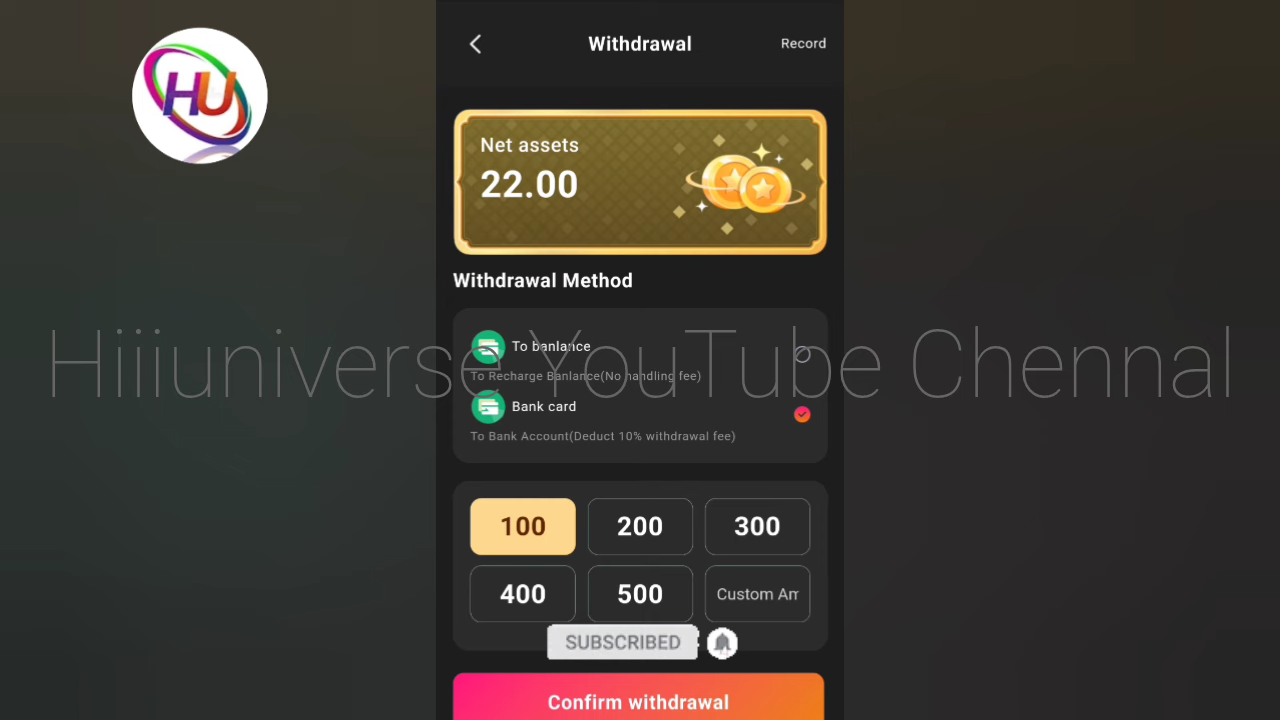 HU
Withdrawal
Record
Net assets
22.00
Withdrawal Method
To banlance
To Recharge Banlance(No handling fee)
Hiiiuniverse YouTube Chennal
Bank card
To Bank Account(Deduct 10% withdrawal fee)
100 200 300
400 500 Custom Am
SUBSCRIBED
Confirm withdrawal